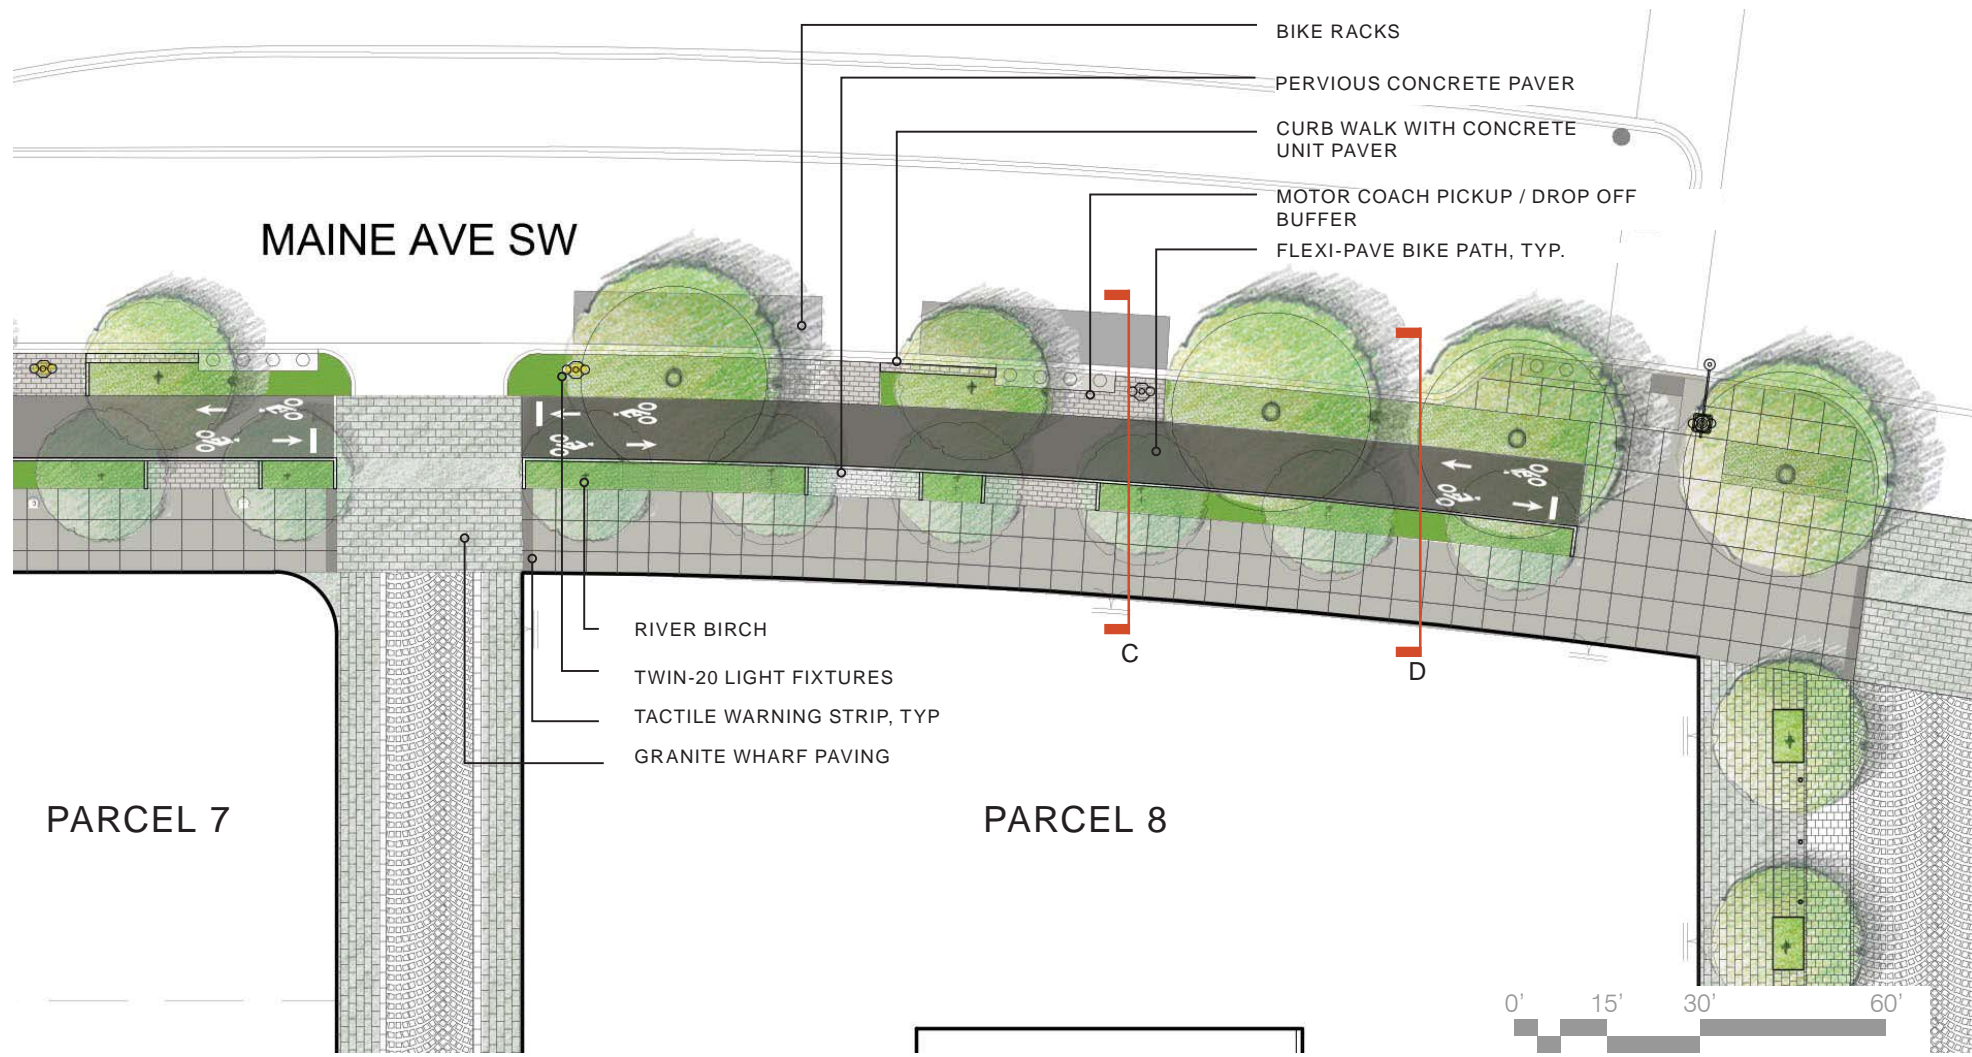 BIKE RACKS
PERVIOUS CONCRETE PAVER
CURB WALK WITH CONCRETE
UNIT PAVER
MOTOR COACH PICKUP / DROP OFF
BUFFER
FLEXI-PAVE BIKE PATH, TYP.
MAINE AVE SW
RIVER BIRCH
TWIN-20 LIGHT FIXTURES
TACTILE WARNING STRIP, TYP
GRANITE WHARF PAVING
C
D
PARCEL 7
PARCEL 8
0' 15' 30' 60'